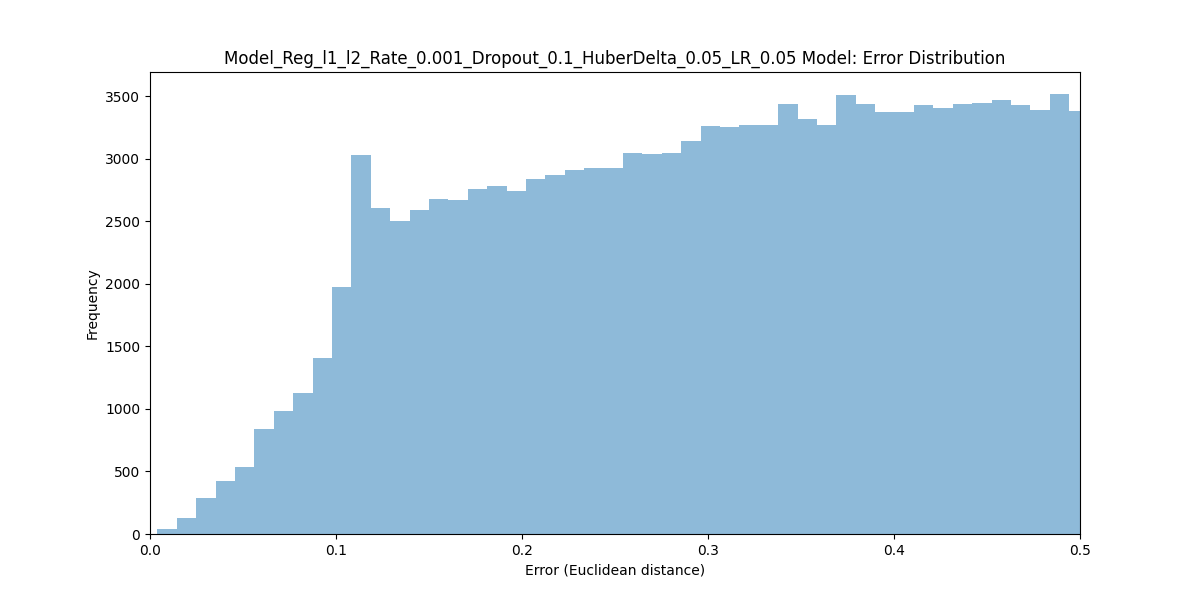 Model_Reg_l1_l2_Rate_0.001_Dropout_0.1_HuberDelta_0.05_LR_0.05 Model: Error Distribution
3500
3000
2500
2000
1500
1000
500
0
Frequency
0.0 0.1 0.2 0.3 0.4 0.5
Error (Euclidean distance)